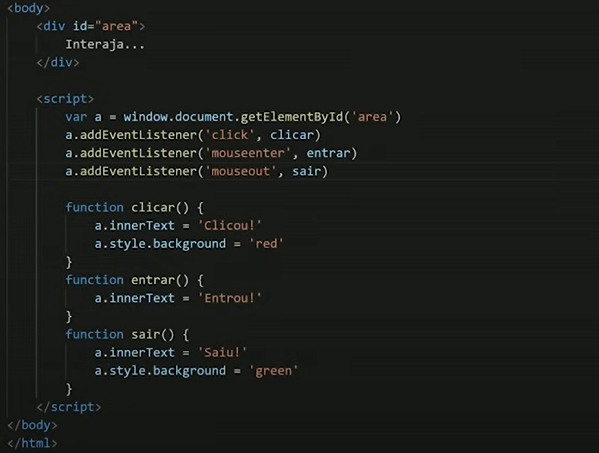 <body>
    <div id="area">
        Interaja...
    </div>

    <script>
        var a = window.document.getElementById('area')
        a.addEventListener('click', clicar)
        a.addEventListener('mouseenter', entrar)
        a.addEventListener('mouseout', sair)

        function clicar() {
            a.innerText = 'Clicou!'
            a.style.background = 'red'
        }
        function entrar() {
            a.innerText = 'Entrou!'
        }
        function sair() {
            a.innerText = 'Saiu!'
            a.style.background = 'green'
        }
    </script>
</body>
</html>